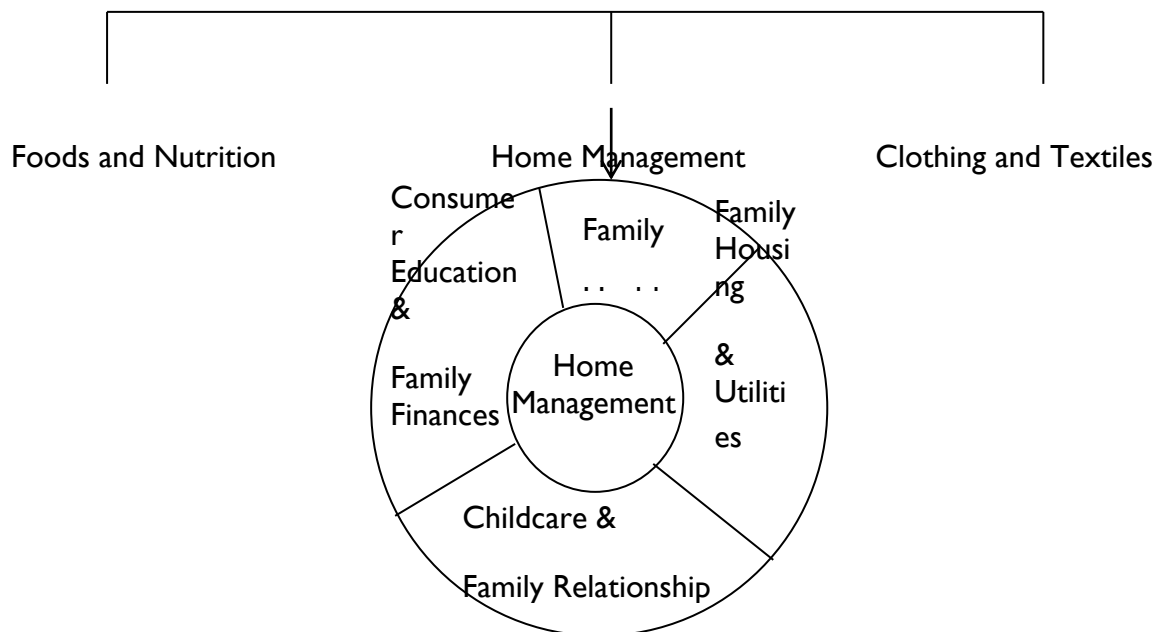 Foods and Nutrition
Home Management
Clothing and Textiles
Consume
r
Education
&
Family
Finances
Family
Family
Housi
ng
&
Utiliti
es
Home
Management
Childcare &
Family Relationship